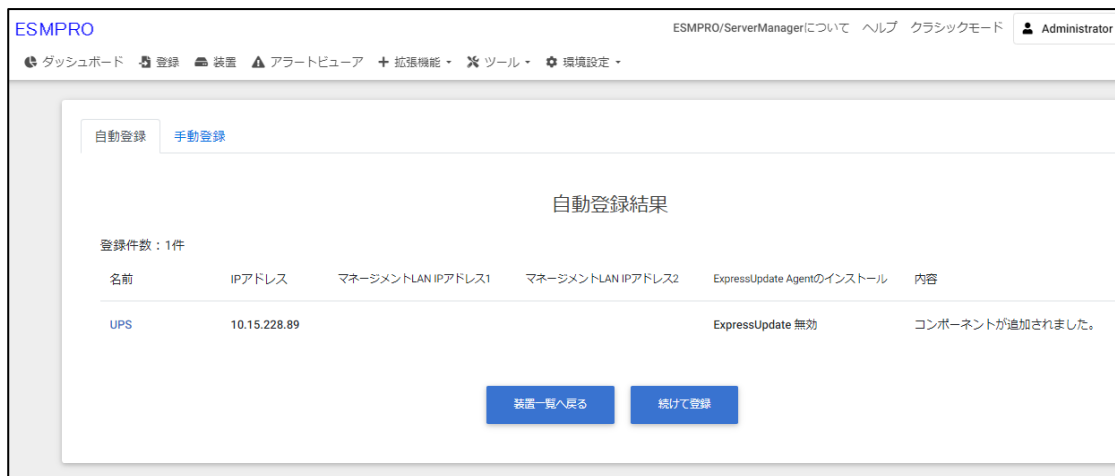 ESMPRO
ESMPRO/ServerManagerについて ヘルプ クラシックモード Administrator
ダッシュボード 登録 装置 アラートビューア 拡張機能 ツール 環境設定
自動登録 手動登録
自動登録結果
登録件数：1件
名前 IPアドレス マネージメントLAN IPアドレス1 マネージメントLAN IPアドレス2 ExpressUpdate Agentのインストール 内容
UPS 10.15.228.89 ExpressUpdate 無効 コンポーネントが追加されました。
装置一覧へ戻る 続けて登録